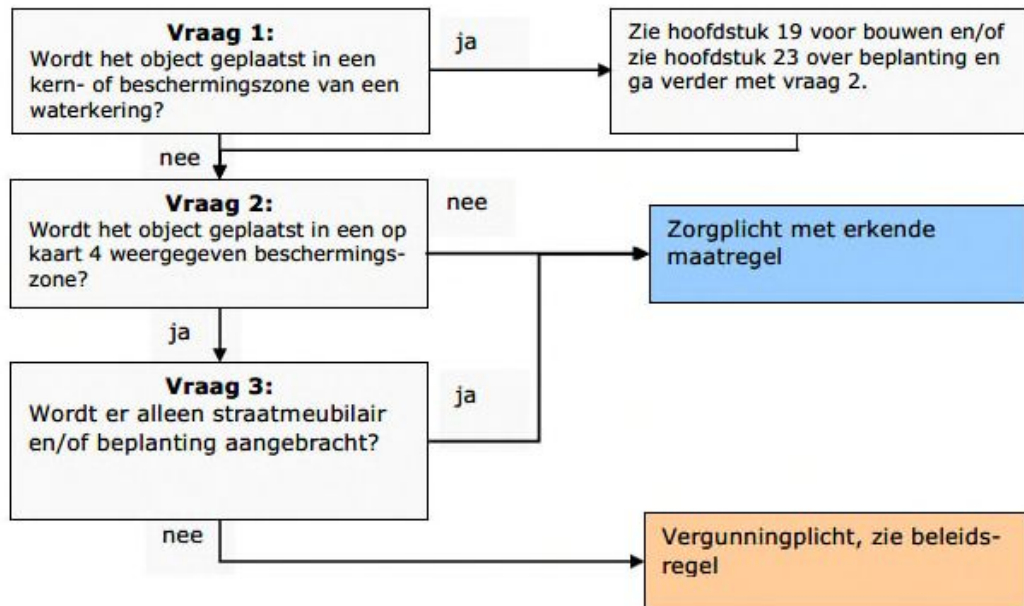 Vraag 1:
Wordt het object geplaatst in een
kern- of beschermingszone van een
waterkering?
ja
Zie hoofdstuk 19 voor bouwen en/of
zie hoofdstuk 23 over beplanting en
ga verder met vraag 2.
nee
Vraag 2:
Wordt het object geplaatst in een op
kaart 4 weergegeven beschermings-
zone?
nee
Zorgplicht met erkende
maatregel
ja
Vraag 3:
Wordt er alleen straatmeubilair
en/of beplanting aangebracht?
ja
nee
Vergunningplicht, zie beleids-
regel